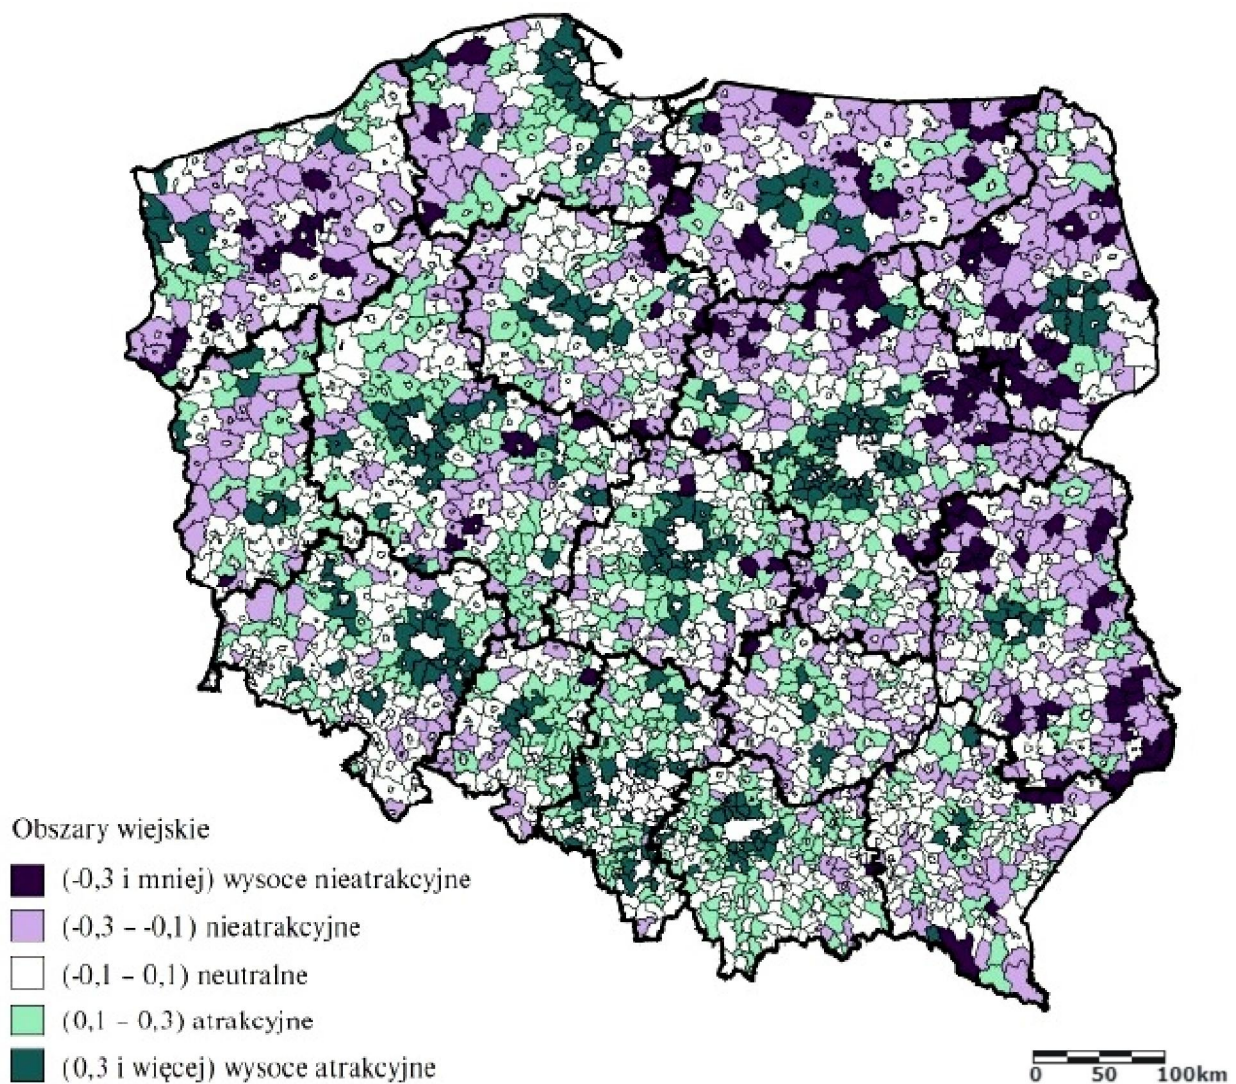 Obszary wiejskie
(-0,3 i mniej) wysoce nieatrakcyjne
(-0,3 – -0,1) nieatrakcyjne
(-0,1 – 0,1) neutralne
(0,1 – 0,3) atrakcyjne
(0,3 i więcej) wysoce atrakcyjne
0 50 100km